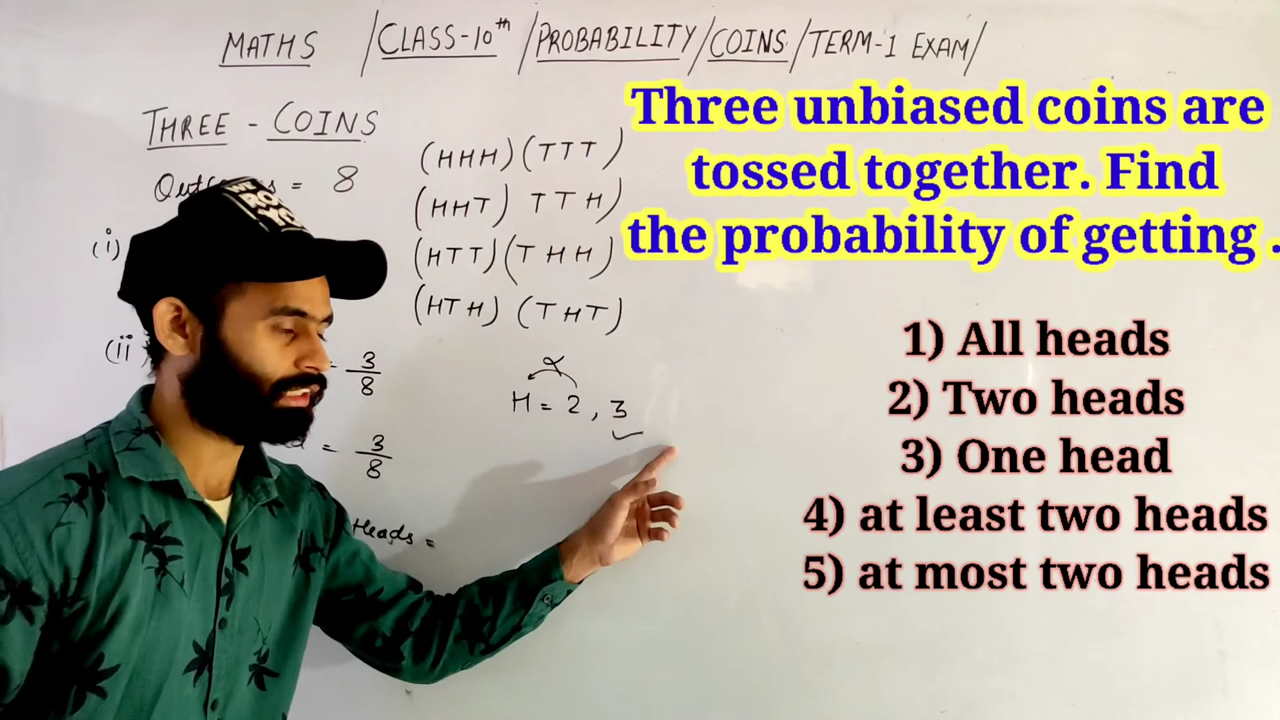 MATHS /CLASS-10th/PROBABILITY/COINS/TERM-1 EXAM/
THREE - COINS
= 8
(HHH) (TTT)
(HHT) TTH)
(HTT) (THH)
(HTH) (THT)
(i)
(ii) = 3/8
H = 2, 3
= 3/8
Heads =
Three unbiased coins are
tossed together. Find
the probability of getting .
1) All heads
2) Two heads
3) One head
4) at least two heads
5) at most two heads